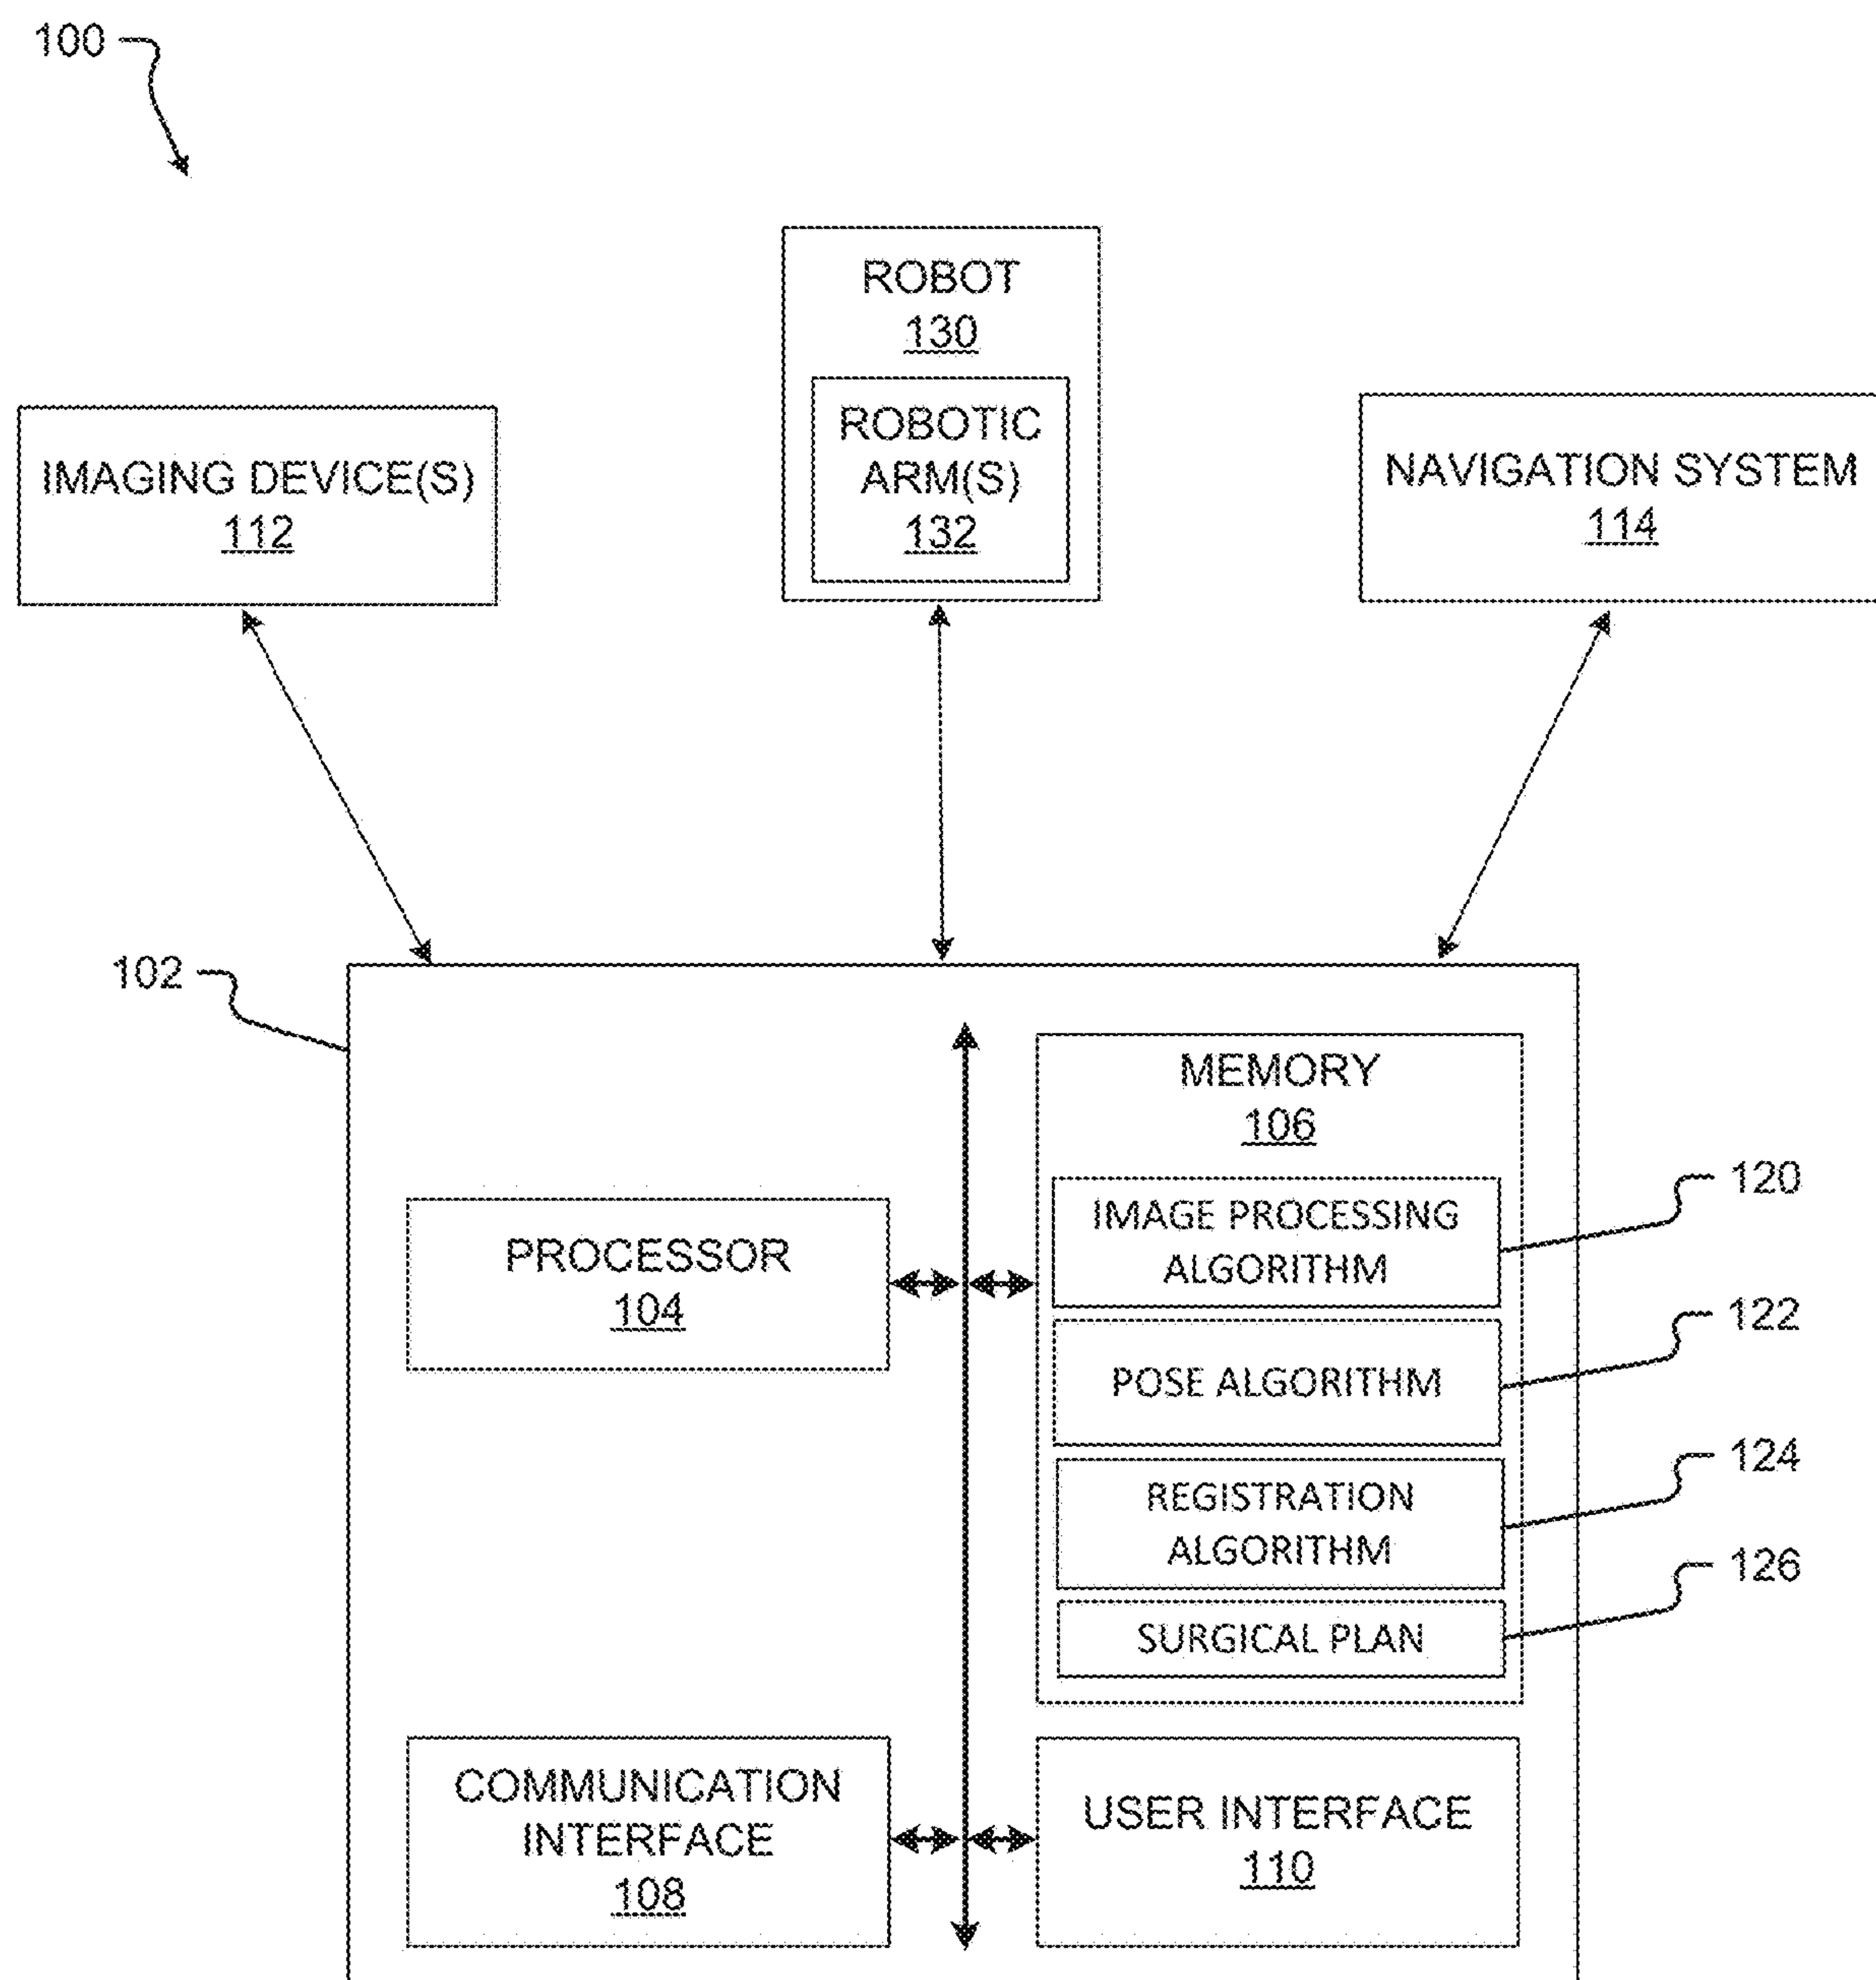 100
ROBOT
130
ROBOTIC
ARM(S)
132
IMAGING DEVICE(S)
112
NAVIGATION SYSTEM
114
102
MEMORY
106
IMAGE PROCESSING
ALGORITHM
120
PROCESSOR
104
POSE ALGORITHM
122
REGISTRATION
ALGORITHM
124
SURGICAL PLAN
126
COMMUNICATION
INTERFACE
108
USER INTERFACE
110